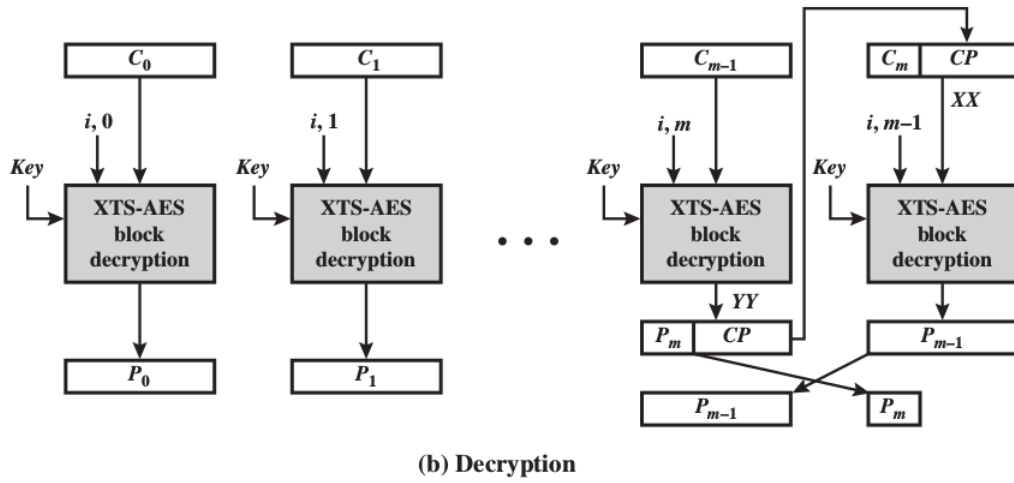 C₀ C₁ Cₘ₋₁ Cₘ CP
XX
i, 0 i, 1 i, m i, m–1
Key Key Key Key
XTS-AES XTS-AES XTS-AES XTS-AES
block block block block
decryption decryption • • • decryption decryption
YY
Pₘ CP Pₘ₋₁
P₀ P₁
Pₘ₋₁ Pₘ
(b) Decryption